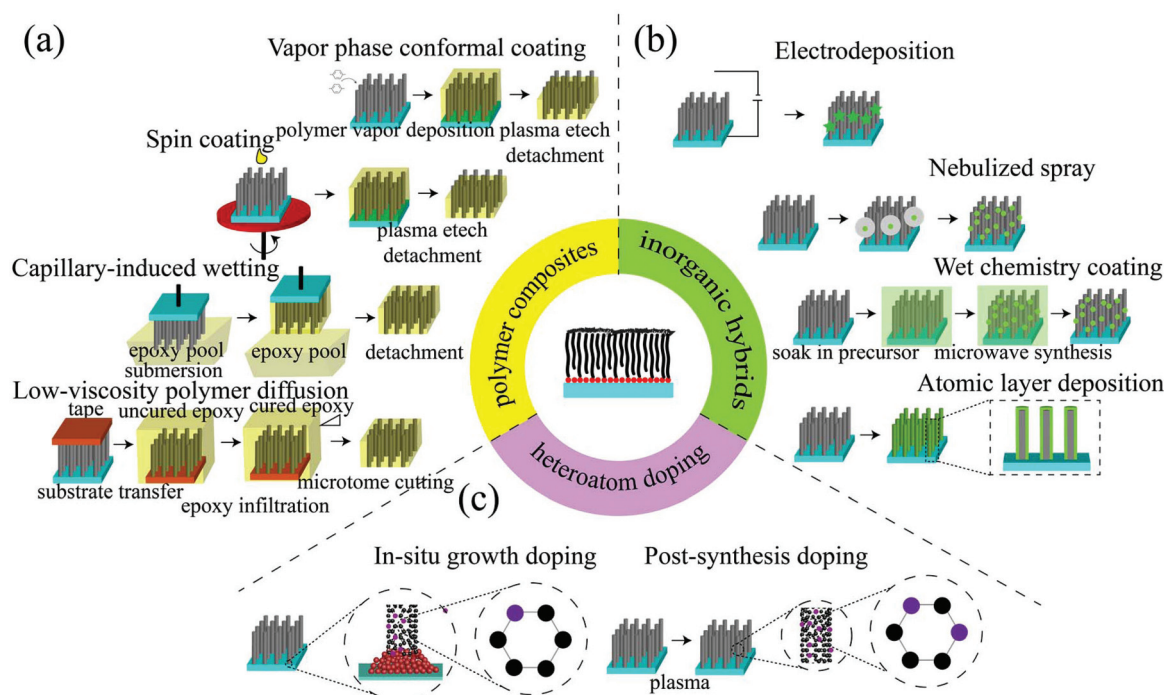 (a)
Vapor phase conformal coating
polymer vapor deposition
plasma etech
detachment
Spin coating
plasma etech
detachment
Capillary-induced wetting
epoxy pool
submersion
epoxy pool
detachment
Low-viscosity polymer diffusion
tape
uncured epoxy
cured epoxy
substrate transfer
epoxy infiltration
microtome cutting
(b)
Electrodeposition
Nebulized spray
Wet chemistry coating
soak in precursor
microwave synthesis
Atomic layer deposition
polymer composites
inorganic hybrids
heteroatom doping
(c)
In-situ growth doping
Post-synthesis doping
plasma